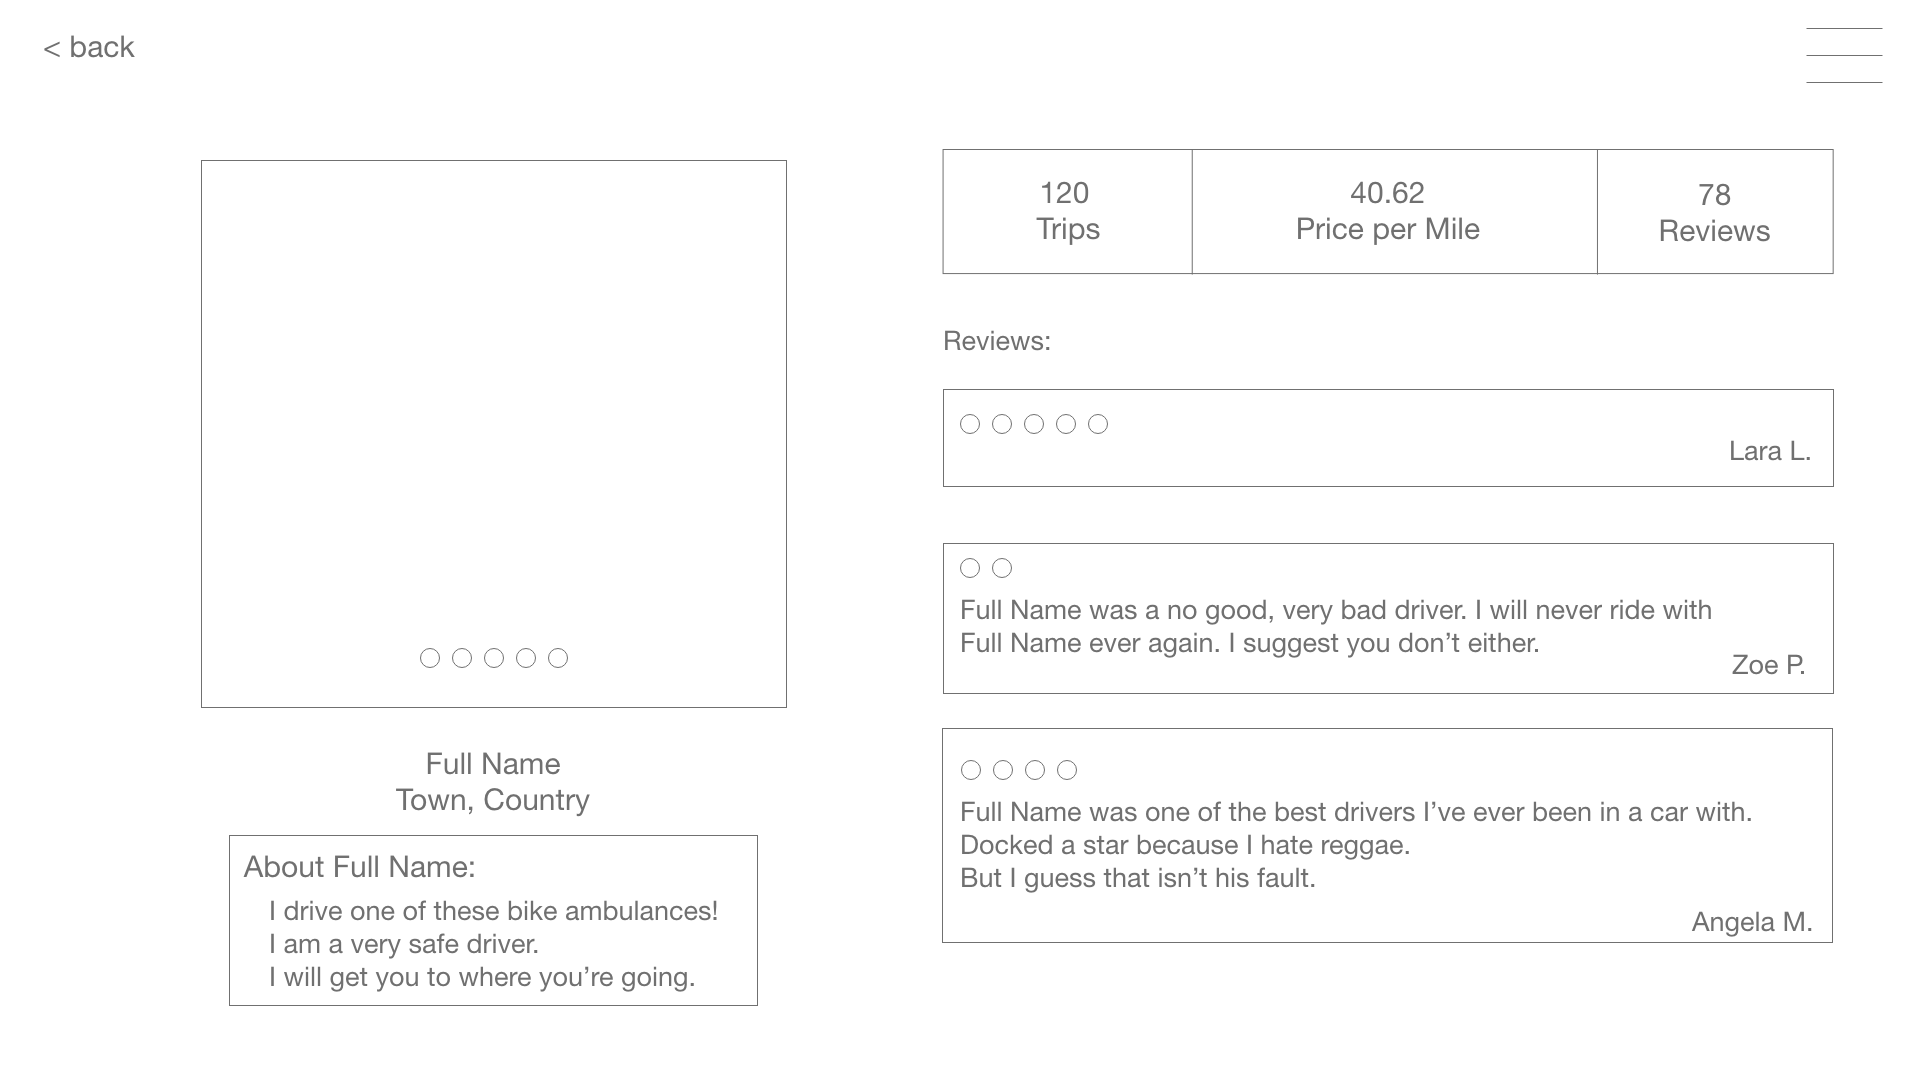 < back
Full Name
Town, Country
About Full Name:
I drive one of these bike ambulances!
I am a very safe driver.
I will get you to where you’re going.
120
Trips
40.62
Price per Mile
78
Reviews
Reviews:
Lara L.
Full Name was a no good, very bad driver. I will never ride with
Full Name ever again. I suggest you don’t either.
Zoe P.
Full Name was one of the best drivers I’ve ever been in a car with.
Docked a star because I hate reggae.
But I guess that isn’t his fault.
Angela M.